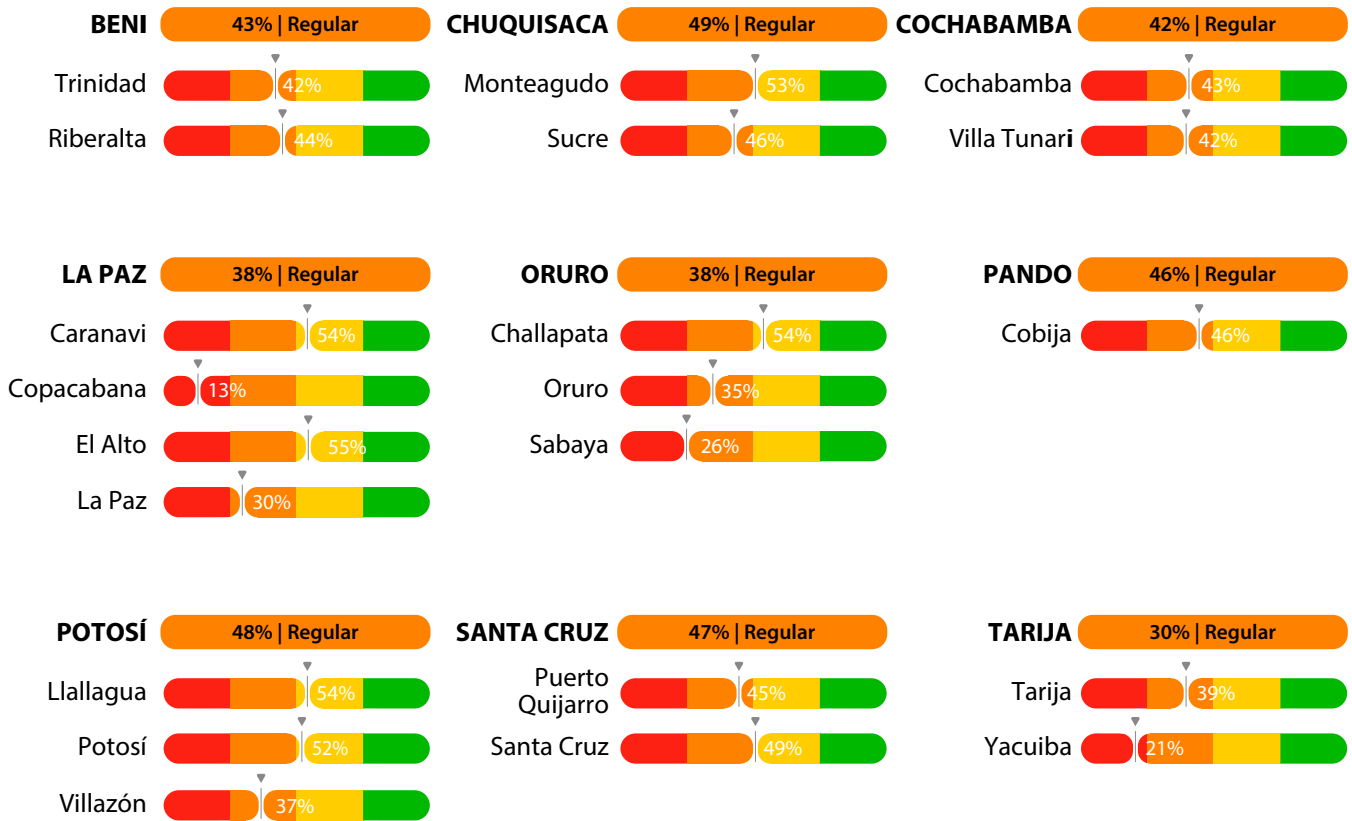 BENI 43% | Regular
Trinidad 42%
Riberalta 44%
CHUQUISACA 49% | Regular
Monteagudo 53%
Sucre 46%
COCHABAMBA 42% | Regular
Cochabamba 43%
Villa Tunari 42%
LA PAZ 38% | Regular
Caranavi 54%
Copacabana 13%
El Alto 55%
La Paz 30%
ORURO 38% | Regular
Challapata 54%
Oruro 35%
Sabaya 26%
PANDO 46% | Regular
Cobija 46%
POTOSÍ 48% | Regular
Llallagua 54%
Potosí 52%
Villazón 37%
SANTA CRUZ 47% | Regular
Puerto
Quijarro 45%
Santa Cruz 49%
TARIJA 30% | Regular
Tarija 39%
Yacuiba 21%